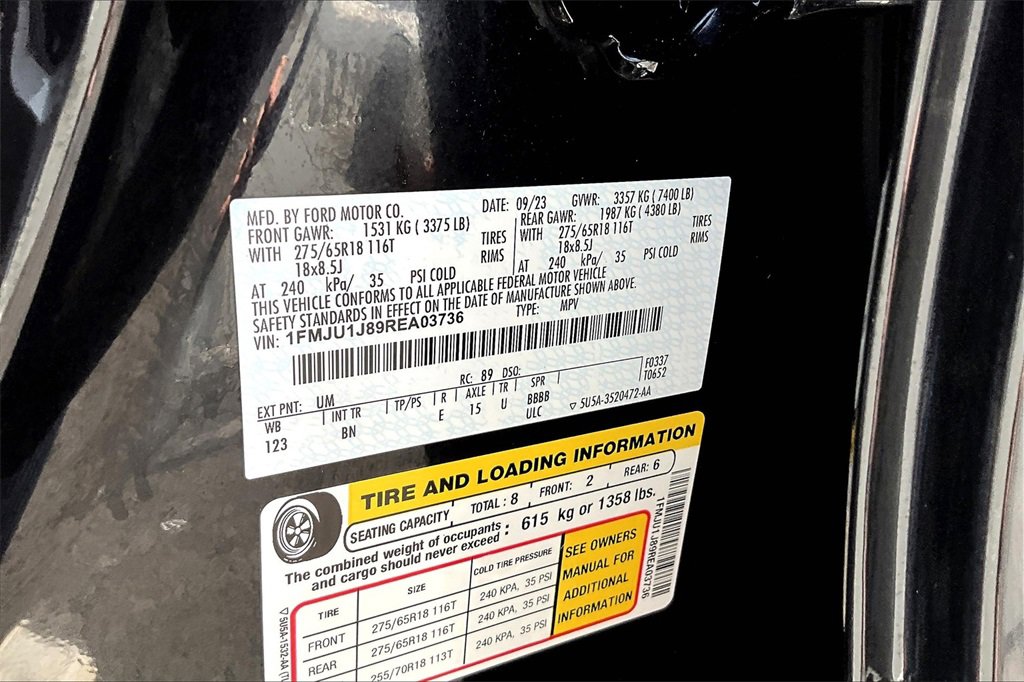 MFD. BY FORD MOTOR CO.
DATE: 09/23 GVWR: 3357 KG ( 7400 LB)
FRONT GAWR: 1531 KG ( 3375 LB) REAR GAWR: 1987 KG ( 4380 LB)
WITH 275/65R18 116T TIRES WITH 275/65R18 116T TIRES
18x8.5J RIMS 18x8.5J RIMS
AT 240 kPa/ 35 PSI COLD AT 240 kPa/ 35 PSI COLD
THIS VEHICLE CONFORMS TO ALL APPLICABLE FEDERAL MOTOR VEHICLE
SAFETY STANDARDS IN EFFECT ON THE DATE OF MANUFACTURE SHOWN ABOVE.
VIN: 1FMJU1J89REA03736 TYPE: MPV
EXT PNT: UM RC: 89 DSO: F0337
WB INT TR TP/PS R AXLE TR SPR T0652
123 BN E 15 U BBBB
ULC 5U5A-3520472-AA
TIRE AND LOADING INFORMATION
SEATING CAPACITY TOTAL : 8 FRONT: 2 REAR: 6
The combined weight of occupants
and cargo should never exceed : 615 kg or 1358 lbs.
TIRE SIZE COLD TIRE PRESSURE
FRONT 275/65R18 116T 240 KPA, 35 PSI
REAR 275/65R18 116T 240 KPA, 35 PSI
255/70R18 113T 240 KPA, 35 PSI
SEE OWNERS
MANUAL FOR
ADDITIONAL
INFORMATION
1FMJU1J89REA03736
5U5A-1532-AA